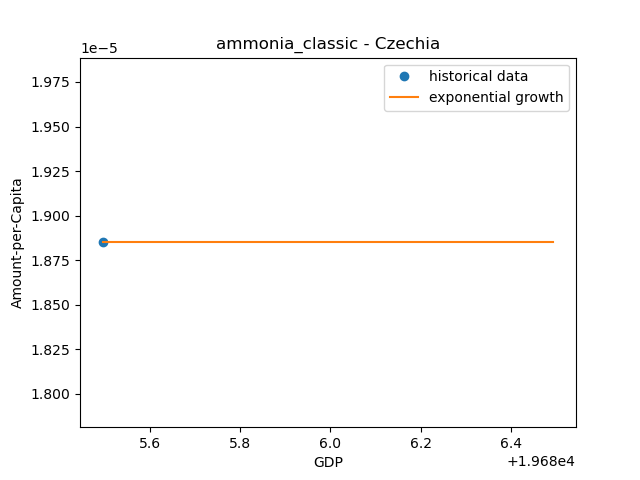 ammonia_classic - Czechia
1e−5
historical data
exponential growth
1.975
1.950
1.925
1.900
1.875
1.850
1.825
1.800
Amount-per-Capita
5.6 5.8 6.0 6.2 6.4
+1.968e4
GDP